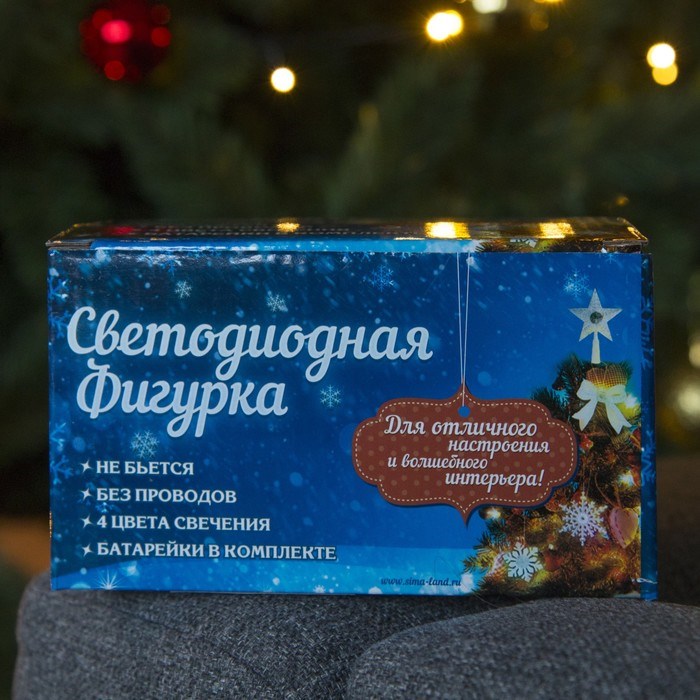 Светодиодная
Фигурка
НЕ БЬЕТСЯ
БЕЗ ПРОВОДОВ
4 ЦВЕТА СВЕЧЕНИЯ
БАТАРЕЙКИ В КОМПЛЕКТЕ
Для отличного
настроения
и волшебного
интерьера!
www.sima-land.ru